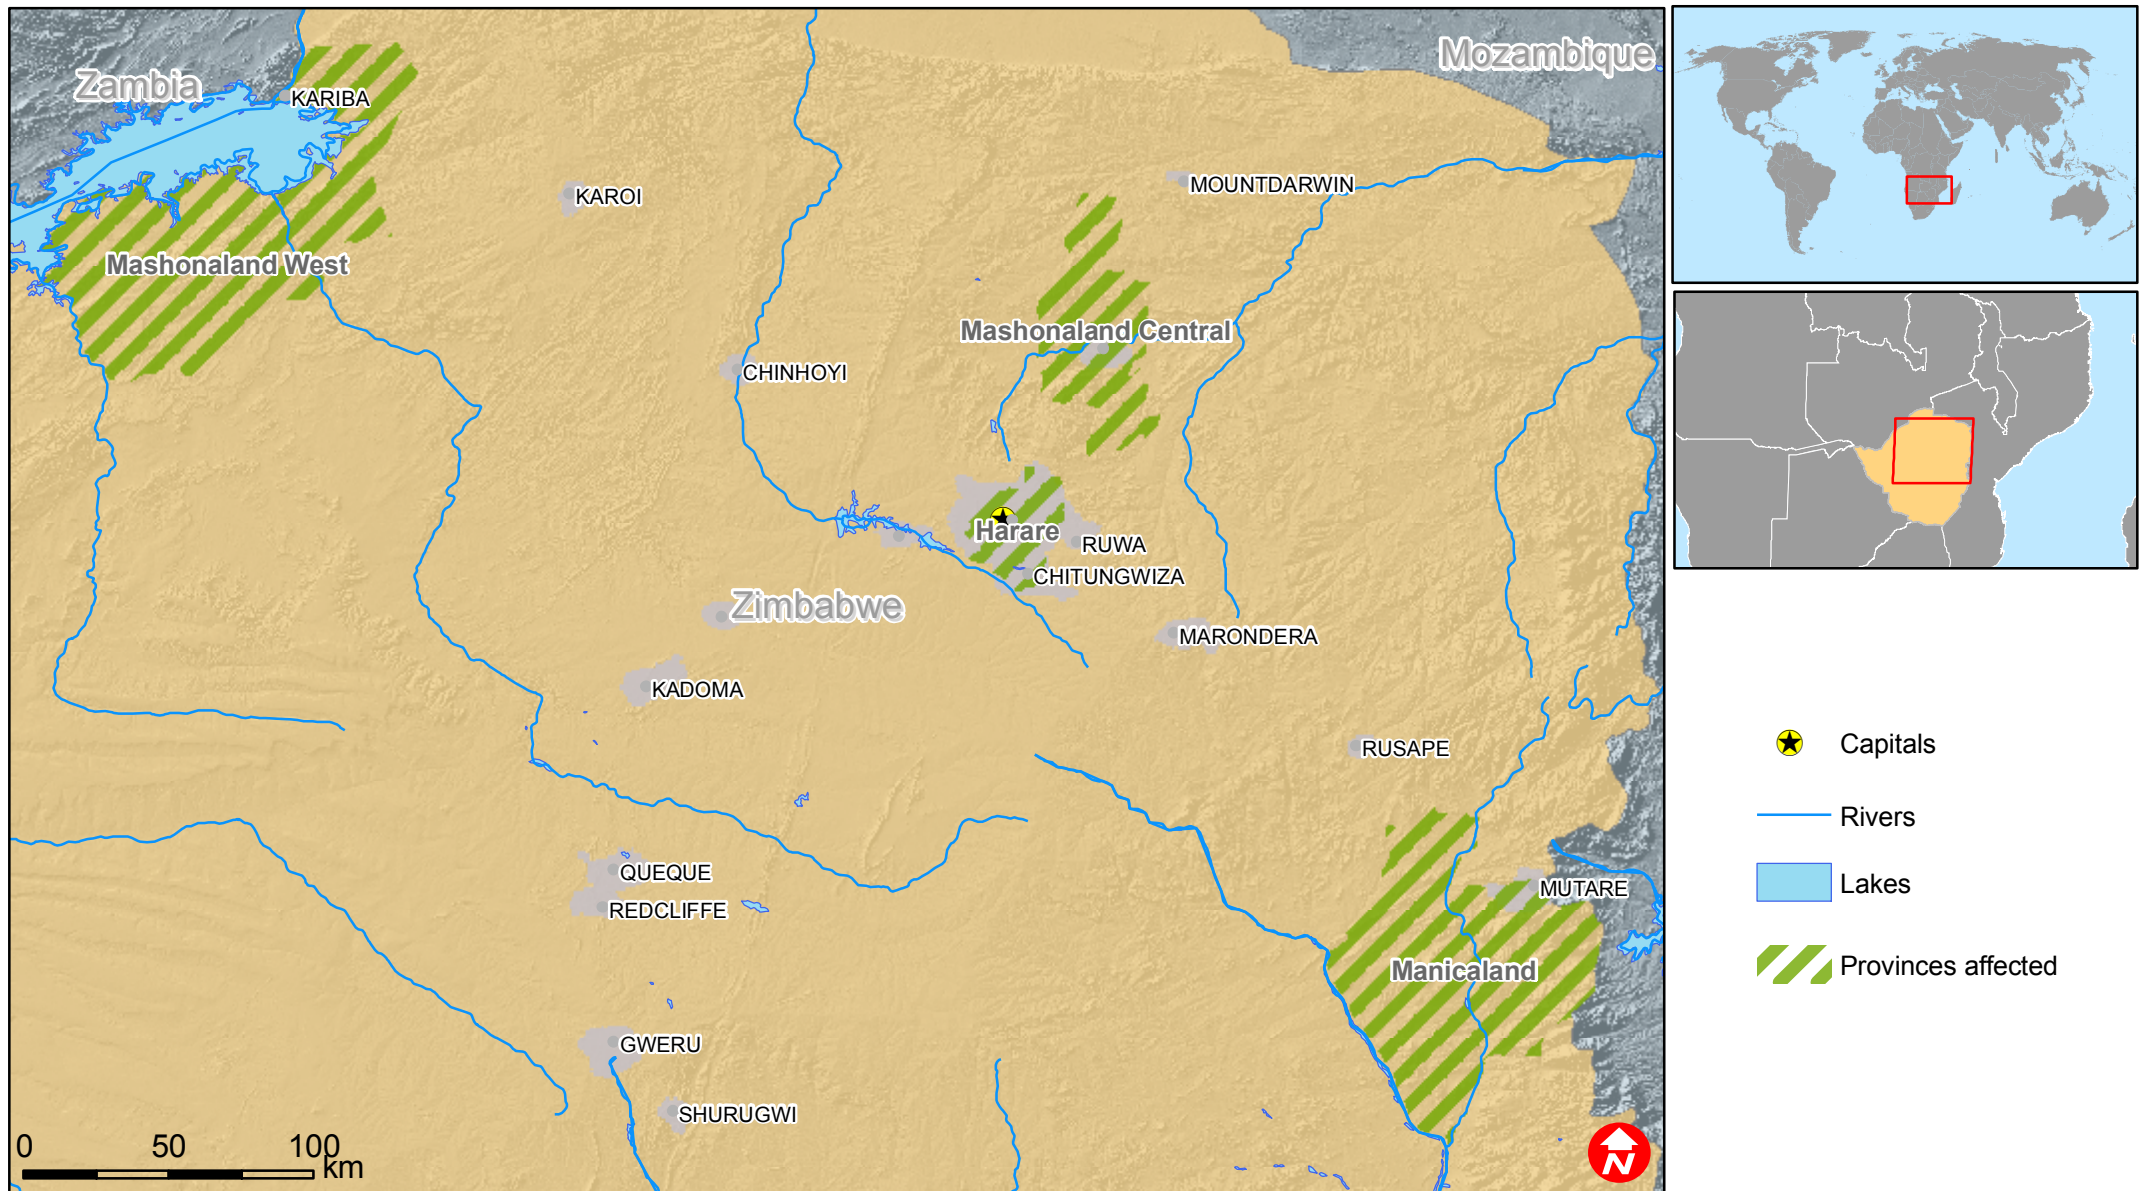 Zambia
Mozambique
KARIBA
KAROI
MOUNTDARWIN
Mashonaland West
Mashonaland Central
CHINHOYI
Harare
RUWA
CHITUNGWIZA
Zimbabwe
MARONDERA
KADOMA
RUSAPE
QUEQUE
MUTARE
REDCLIFFE
Manicaland
GWERU
SHURUGWI
0 50 100
km
N
Capitals
Rivers
Lakes
Provinces affected